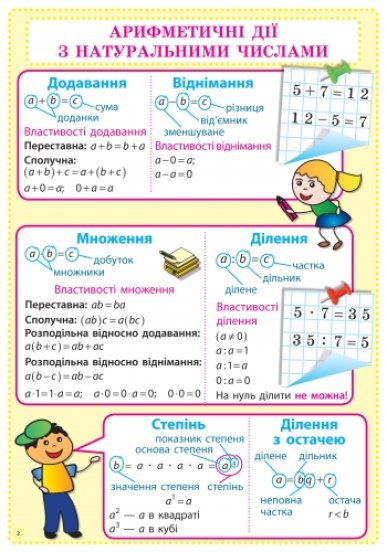 АРИФМЕТИЧНІ ДІЇ
З НАТУРАЛЬНИМИ ЧИСЛАМИ
Додавання
a + b = c
сума
доданки
Властивості додавання
Переставна: a + b = b + a
Сполучна:
(a + b) + c = a + (b + c)
a + 0 = a; 0 + a = a
Віднімання
a − b = c
різниця
від'ємник
зменшуване
Властивості віднімання
a − 0 = a;
a − a = 0
5 + 7 = 12
12 − 5 = 7
Множення
a · b = c
добуток
множники
Властивості множення
Переставна: ab = ba
Сполучна: (ab)c = a(bc)
Розподільна відносно додавання:
a(b + c) = ab + ac
Розподільна відносно віднімання:
a(b − c) = ab − ac
a · 1 = 1 · a = a; a · 0 = 0 · a = 0; 0 · 0 = 0
Ділення
a : b = c
частка
дільник
ділене
Властивості
ділення
(a ≠ 0)
a : a = 1
a : 1 = a
0 : a = 0
На нуль ділити не можна!
5 · 7 = 35
35 : 7 = 5
Степінь
показник степеня
основа степеня
b = a · a · a · a = a⁴
значення степеня степінь
a¹ = a
a² — a в квадраті
a³ — a в кубі
Ділення
з остачею
ділене дільник
a = bq + r
неповна остача
частка r < b
2